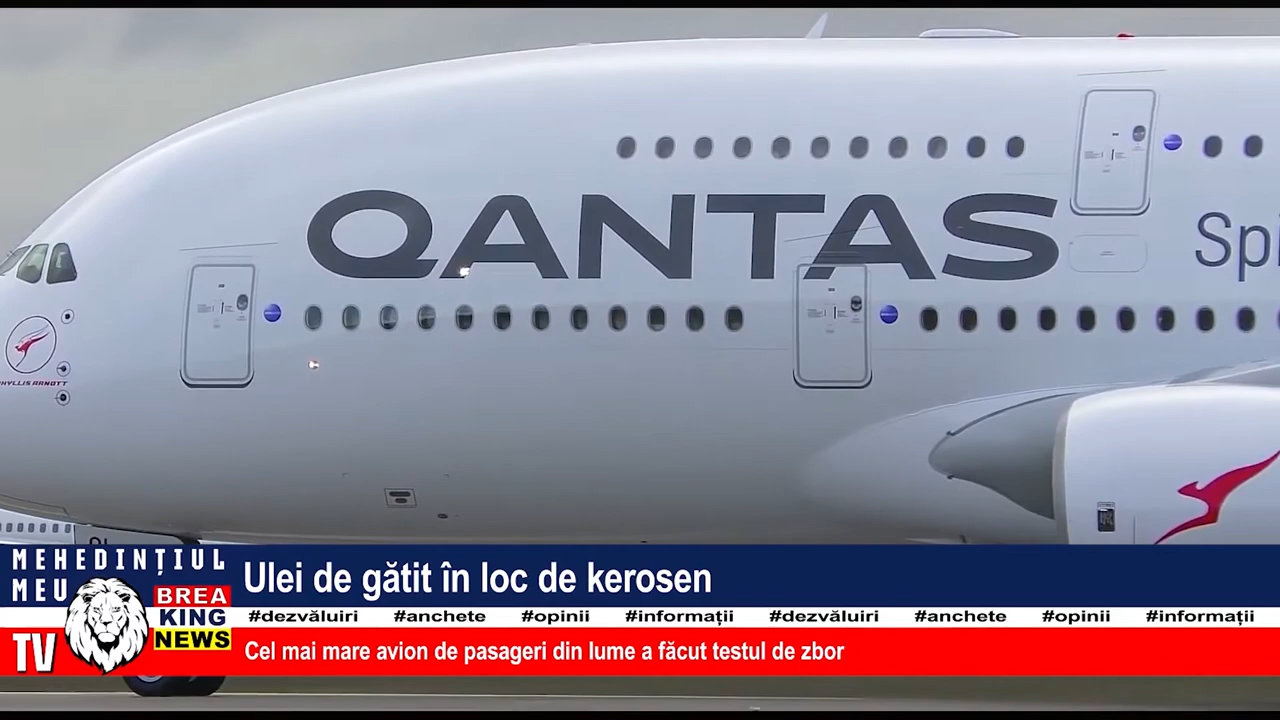 QANTAS
Spi
PHYLLIS ARNOTT
MEHEDINȚIUL
MEU
BREA
KING
NEWS
TV
Ulei de gătit în loc de kerosen
#dezvăluiri #anchete #opinii #informații #dezvăluiri #anchete #opinii #informații
Cel mai mare avion de pasageri din lume a făcut testul de zbor